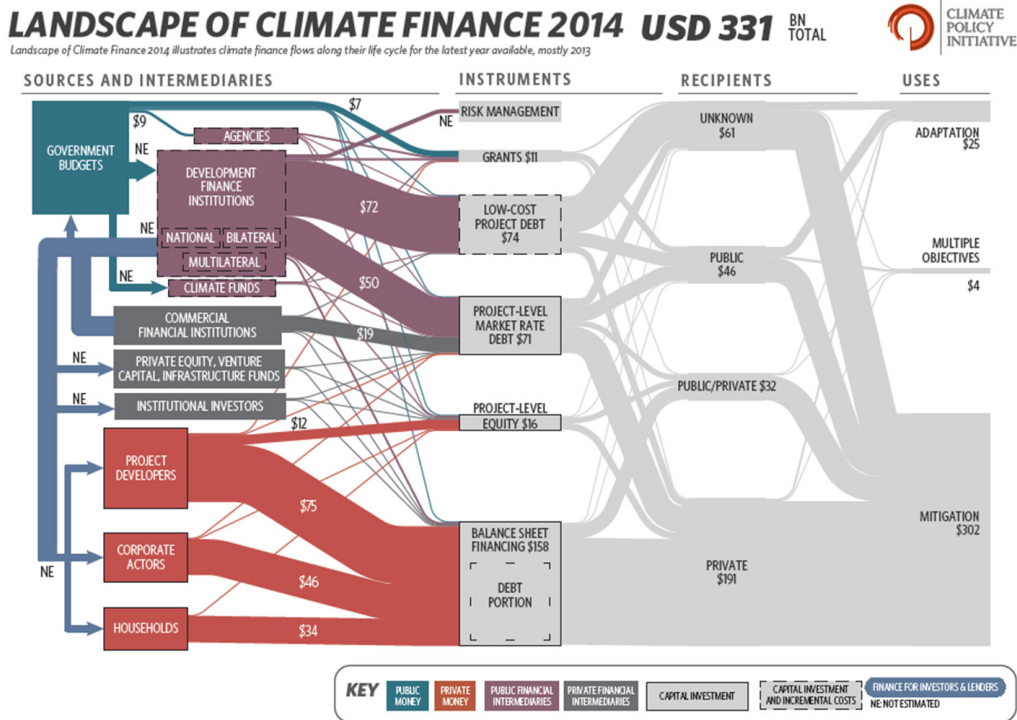 LANDSCAPE OF CLIMATE FINANCE 2014 USD 331 BN TOTAL
Landscape of Climate Finance 2014 illustrates climate finance flows along their life cycle for the latest year available, mostly 2013
CLIMATE
POLICY
INITIATIVE
SOURCES AND INTERMEDIARIES
INSTRUMENTS
RECIPIENTS
USES
GOVERNMENT
BUDGETS
$9
NE
$7
NE
AGENCIES
DEVELOPMENT
FINANCE
INSTITUTIONS
NE
NATIONAL
BILATERAL
MULTILATERAL
NE
CLIMATE FUNDS
COMMERCIAL
FINANCIAL INSTITUTIONS
NE
PRIVATE EQUITY, VENTURE
CAPITAL, INFRASTRUCTURE FUNDS
NE
INSTITUTIONAL INVESTORS
PROJECT
DEVELOPERS
CORPORATE
ACTORS
NE
HOUSEHOLDS
$72
$50
$19
$12
$75
$46
$34
RISK MANAGEMENT
GRANTS $11
LOW-COST
PROJECT DEBT
$74
PROJECT-LEVEL
MARKET RATE
DEBT $71
PROJECT-LEVEL
EQUITY $16
BALANCE SHEET
FINANCING $158
DEBT
PORTION
UNKNOWN
$61
PUBLIC
$46
PUBLIC/PRIVATE $32
PRIVATE
$191
ADAPTATION
$25
MULTIPLE
OBJECTIVES
$4
MITIGATION
$302
KEY
PUBLIC
MONEY
PRIVATE
MONEY
PUBLIC FINANCIAL
INTERMEDIARIES
PRIVATE FINANCIAL
INTERMEDIARIES
CAPITAL INVESTMENT
CAPITAL INVESTMENT
AND INCREMENTAL COSTS
FINANCE FOR INVESTORS & LENDERS
NE: NOT ESTIMATED